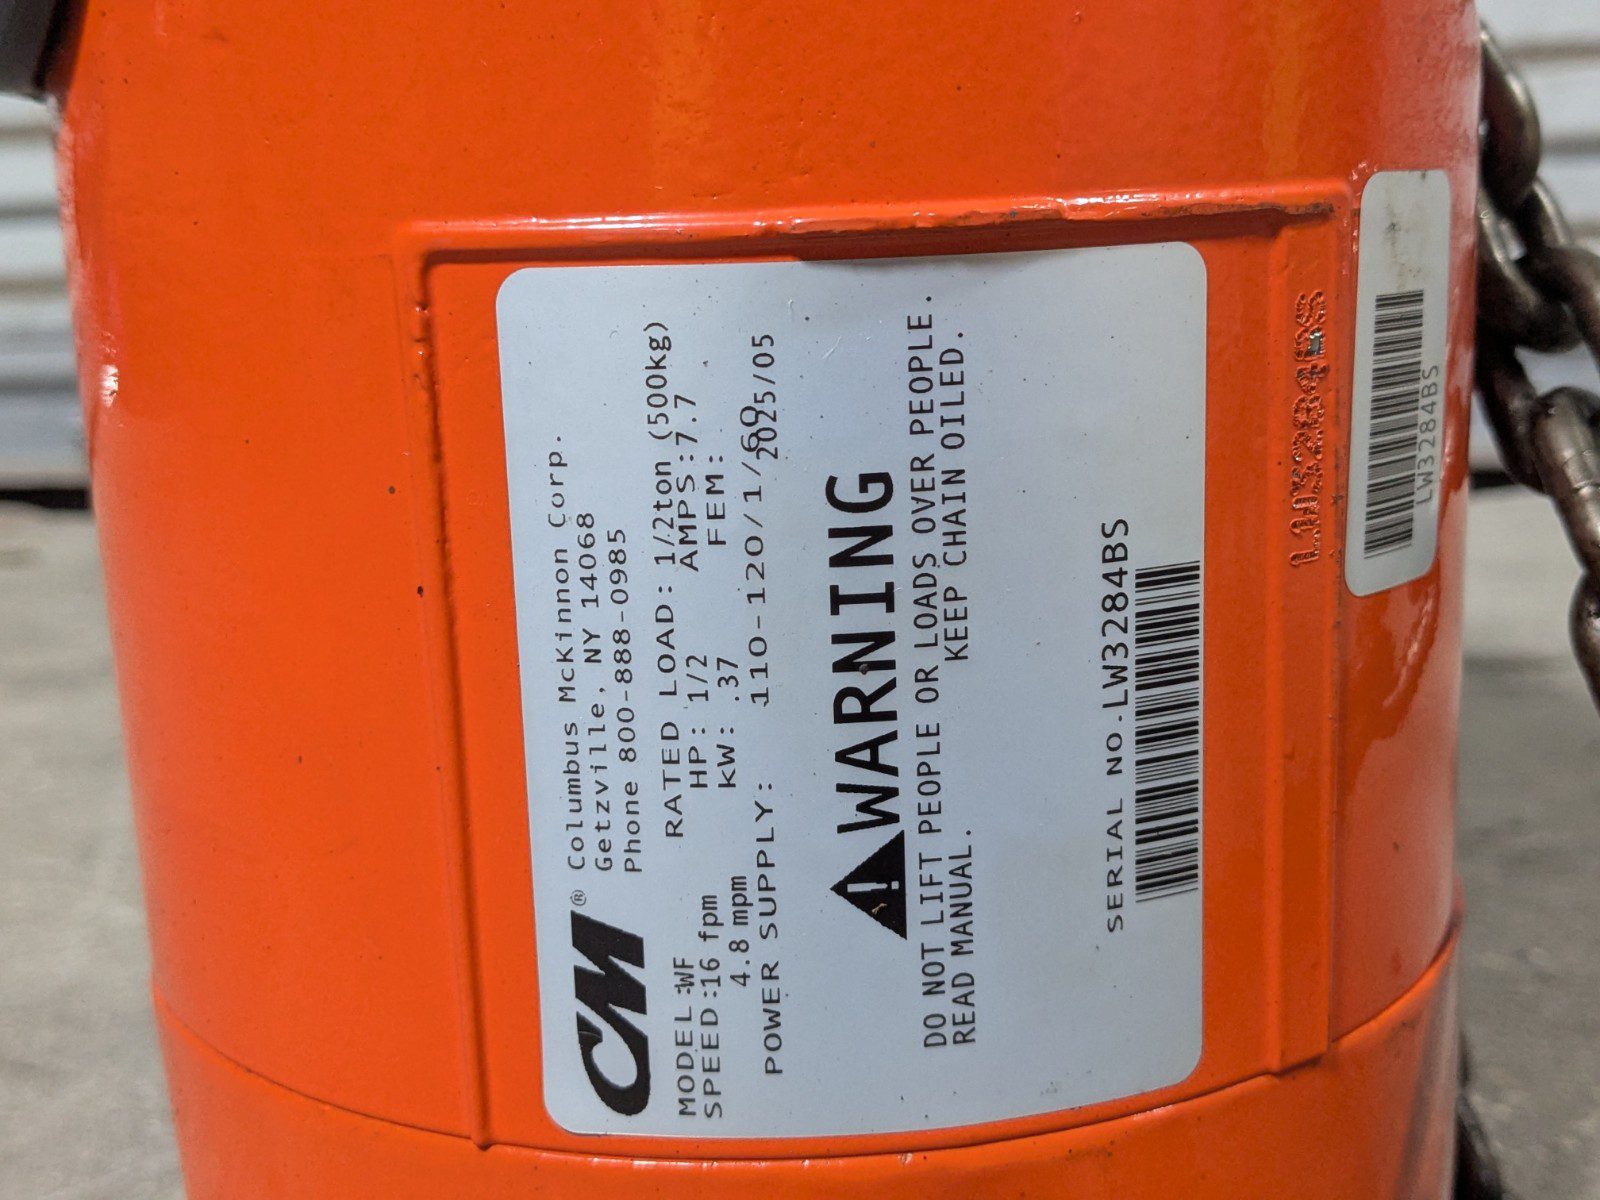 CM® Columbus McKinnon Corp.
Getzville, NY 14068
Phone 800-888-0985
MODEL:WF RATED LOAD: 1/2ton (500kg)
SPEED:16 fpm HP: 1/2 AMPS:7.7
4.8 mpm KW: .37 FEM:
POWER SUPPLY: 110-120/1/60
2025/05
WARNING
DO NOT LIFT PEOPLE OR LOADS OVER PEOPLE.
READ MANUAL. KEEP CHAIN OILED.
SERIAL NO.LW3284BS
LW3284BS
LW3284BS